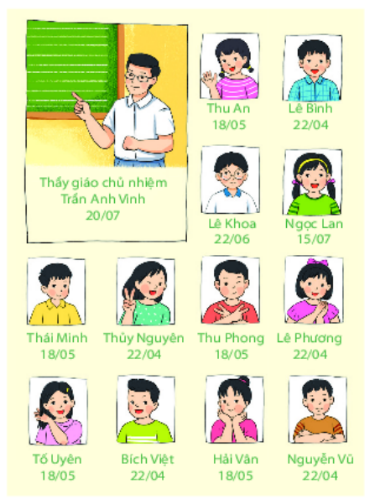 Thu An
18/05
Lê Bình
22/04
Thầy giáo chủ nhiệm
Trần Anh Vinh
20/07
Lê Khoa
22/06
Ngọc Lan
15/07
Thái Minh
18/05
Thủy Nguyên
22/04
Thu Phong
18/05
Lê Phương
22/04
Tố Uyên
18/05
Bích Việt
22/04
Hải Vân
18/05
Nguyễn Vũ
22/04